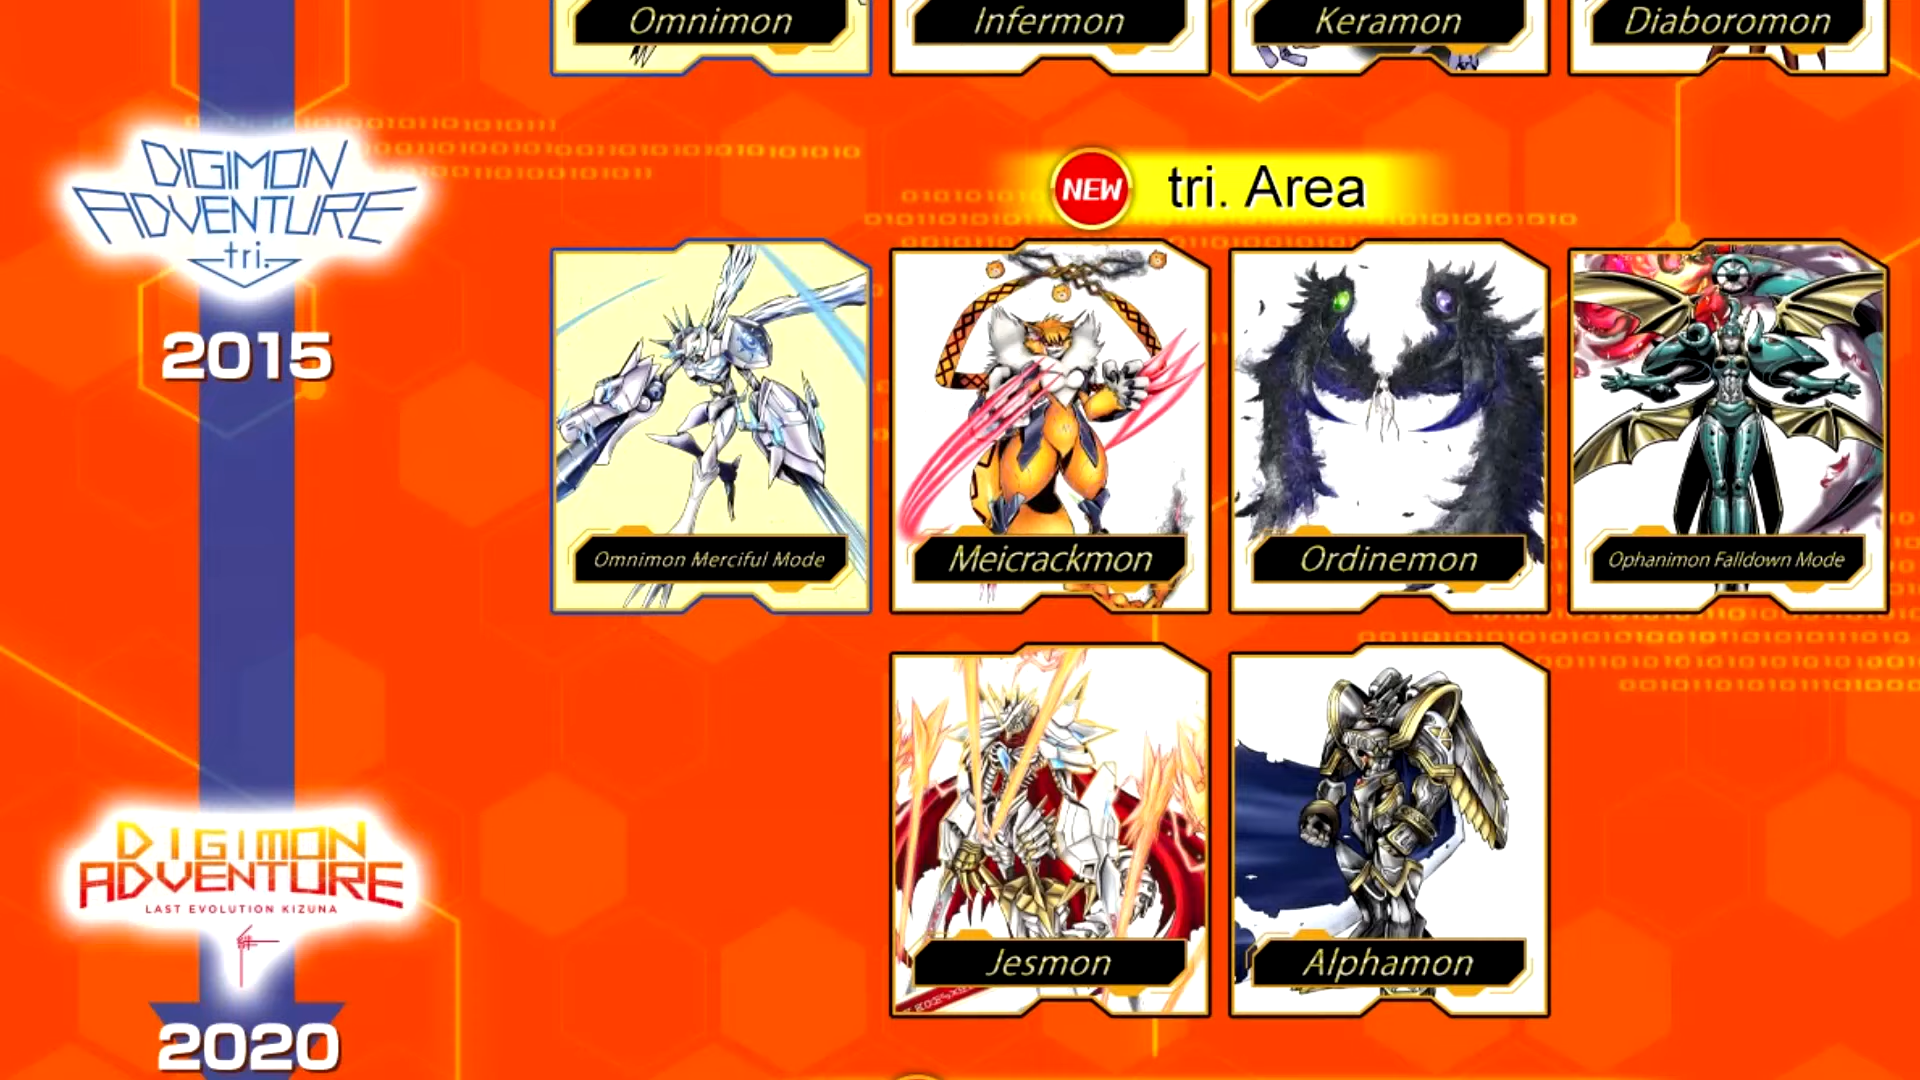 Omnimon
Infermon
Keramon
Diaboromon
DIGIMON
ADVENTURE
tri.
2015
NEW
tri. Area
Omnimon Merciful Mode
Meicrackmon
Ordinemon
Ophanimon Falldown Mode
Jesmon
Alphamon
DIGIMON
ADVENTURE
LAST EVOLUTION KIZUNA
絆
2020